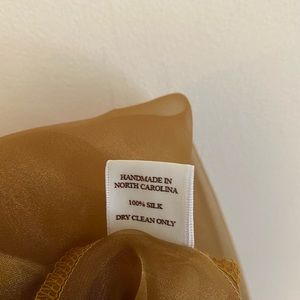 HANDMADE IN
NORTH CAROLINA
100% SILK
DRY CLEAN ONLY